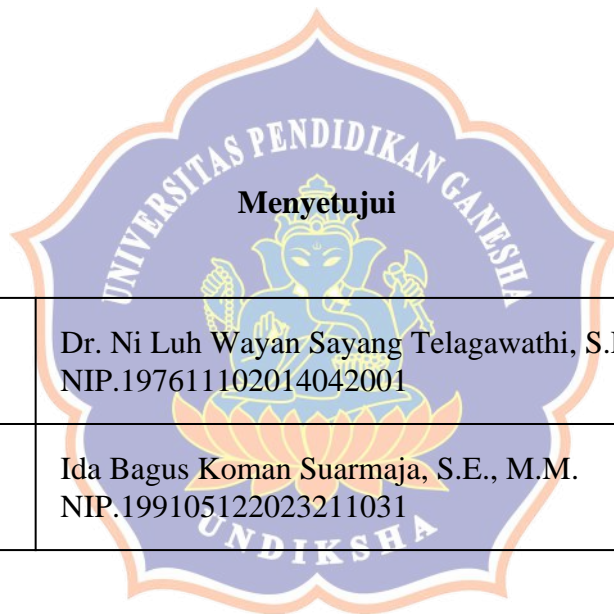 UNIVERSITAS PENDIDIKAN GANESHA
Menyetujui
Dr. Ni Luh Wayan Sayang Telagawathi, S.
NIP.197611102014042001
Ida Bagus Koman Suarmaja, S.E., M.M.
NIP.199105122023211031
UNDIKSHA